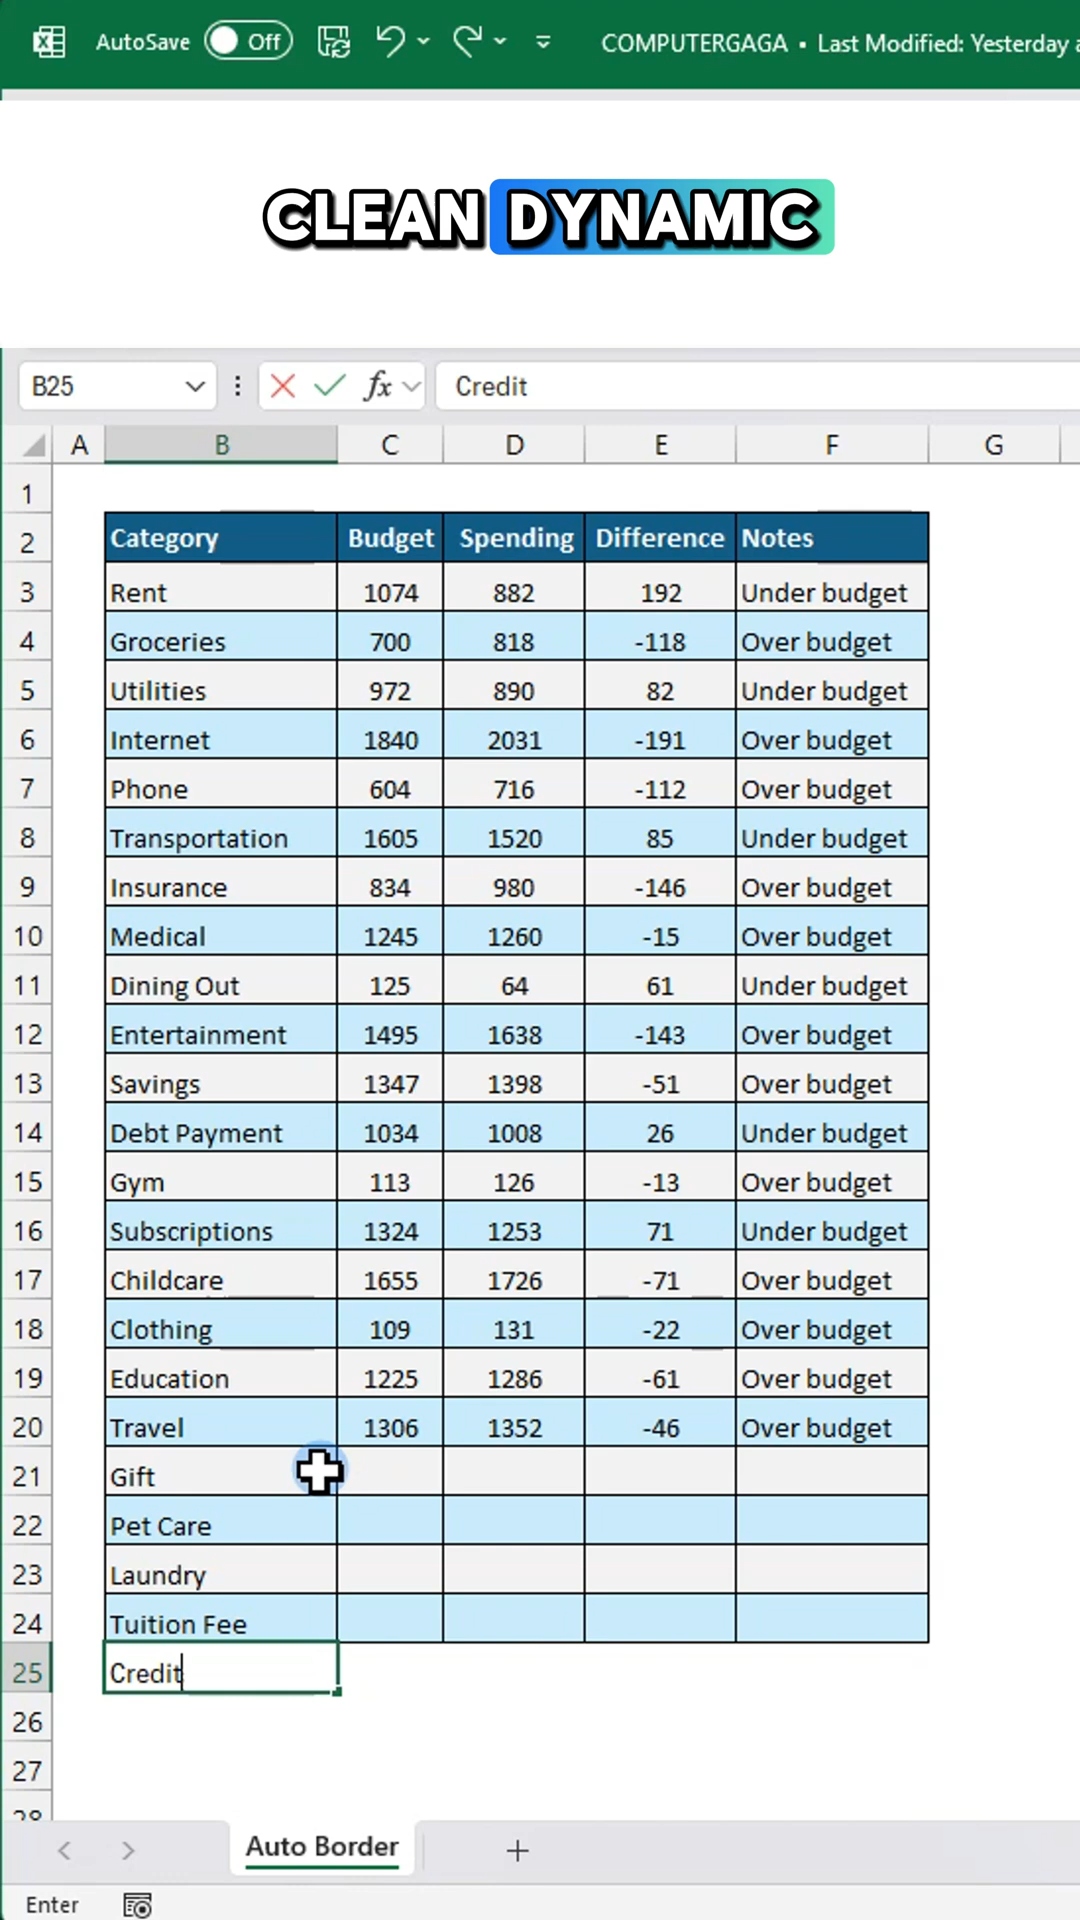 AutoSave Off COMPUTERGAGA • Last Modified: Yesterday a
CLEAN DYNAMIC
B25 fx Credit
A B C D E F G
1
2 Category Budget Spending Difference Notes
3 Rent 1074 882 192 Under budget
4 Groceries 700 818 -118 Over budget
5 Utilities 972 890 82 Under budget
6 Internet 1840 2031 -191 Over budget
7 Phone 604 716 -112 Over budget
8 Transportation 1605 1520 85 Under budget
9 Insurance 834 980 -146 Over budget
10 Medical 1245 1260 -15 Over budget
11 Dining Out 125 64 61 Under budget
12 Entertainment 1495 1638 -143 Over budget
13 Savings 1347 1398 -51 Over budget
14 Debt Payment 1034 1008 26 Under budget
15 Gym 113 126 -13 Over budget
16 Subscriptions 1324 1253 71 Under budget
17 Childcare 1655 1726 -71 Over budget
18 Clothing 109 131 -22 Over budget
19 Education 1225 1286 -61 Over budget
20 Travel 1306 1352 -46 Over budget
21 Gift
22 Pet Care
23 Laundry
24 Tuition Fee
25 Credit
26
27
28
Auto Border
Enter